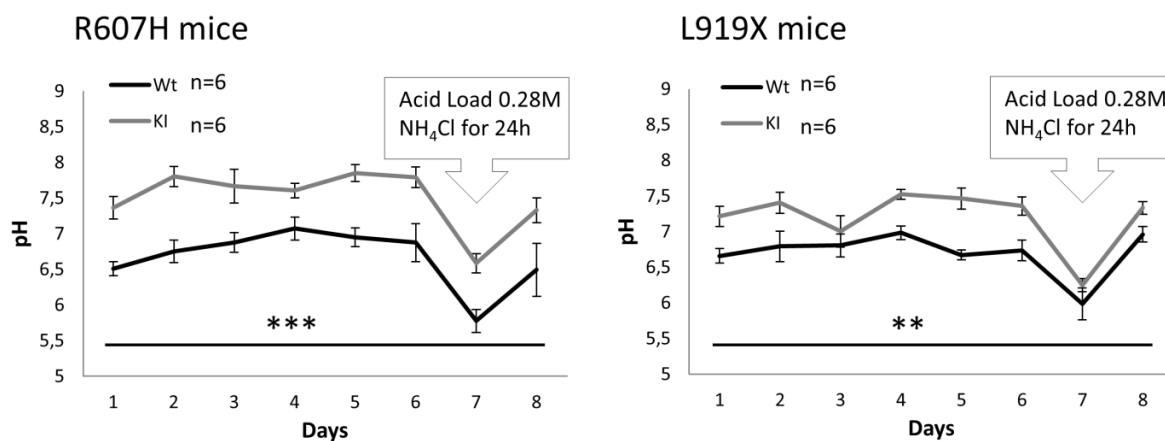 R607H mice
Wt n=6
KI n=6
Acid Load 0.28M
NH₄Cl for 24h
9
8,5
8
7,5
7
6,5
6
5,5
5
pH
***
1 2 3 4 5 6 7 8
Days
L919X mice
Wt n=6
KI n=6
Acid Load 0.28M
NH₄Cl for 24h
9
8,5
8
7,5
7
6,5
6
5,5
5
pH
**
1 2 3 4 5 6 7 8
Days